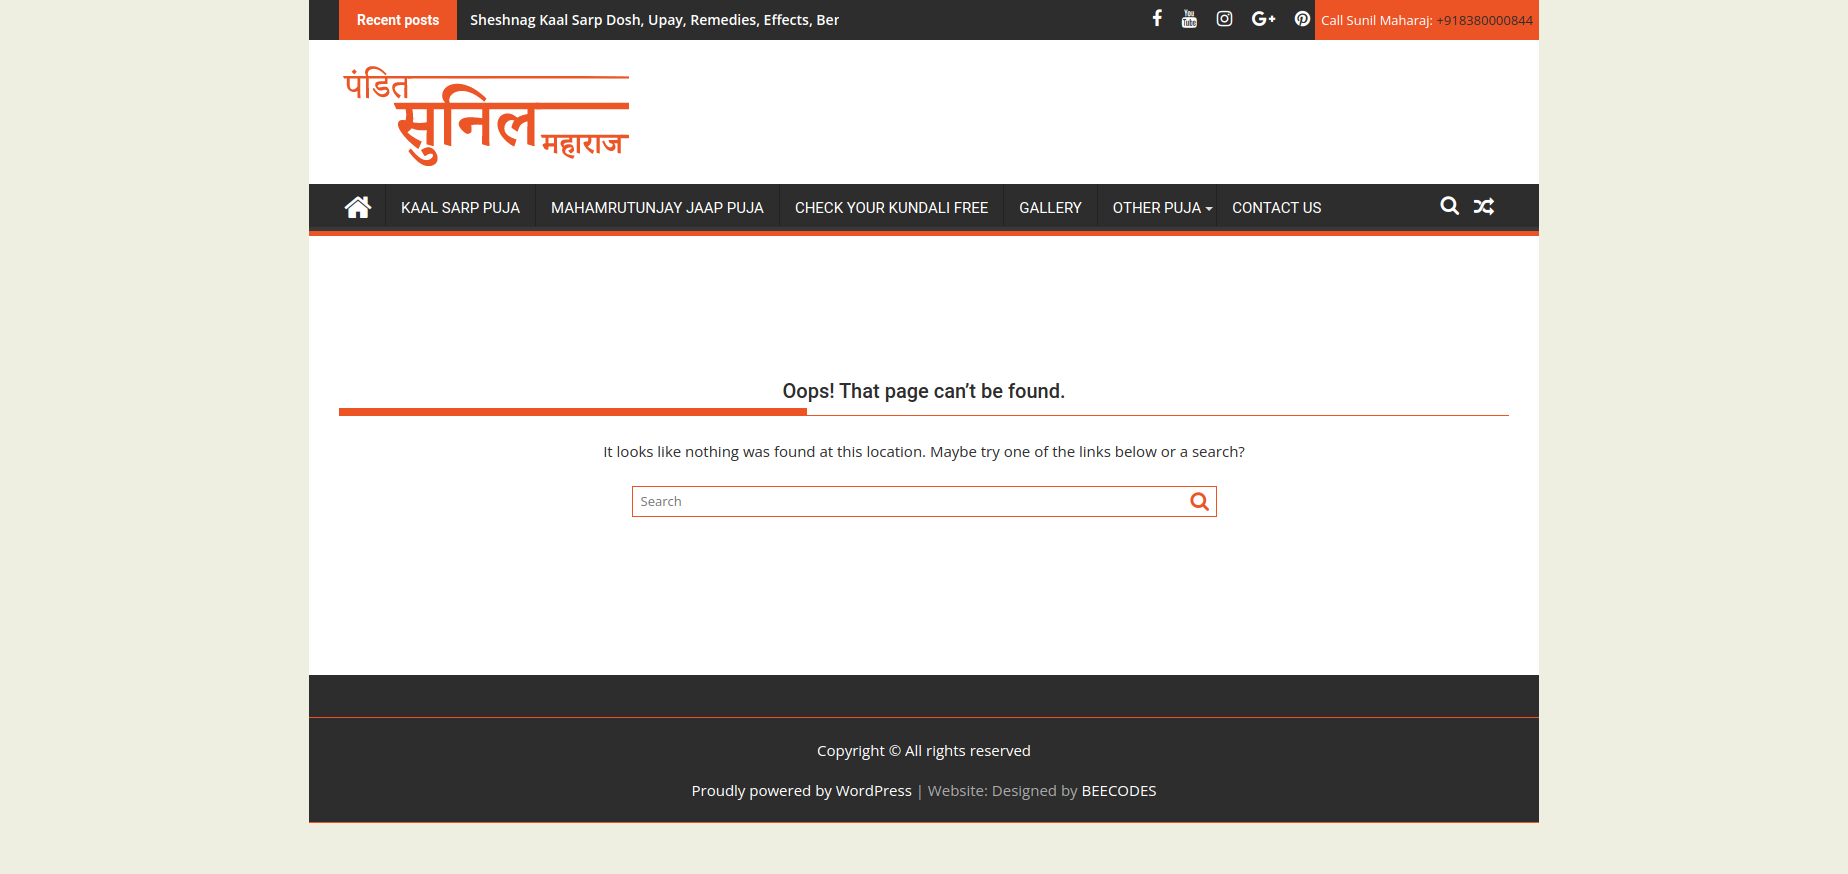 Recent posts
Sheshnag Kaal Sarp Dosh, Upay, Remedies, Effects, Ber
Call Sunil Maharaj: +918380000844
पंडित
सुनिल
महाराज
KAAL SARP PUJA
MAHAMRUTUNJAY JAAP PUJA
CHECK YOUR KUNDALI FREE
GALLERY
OTHER PUJA
CONTACT US
Oops! That page can’t be found.
It looks like nothing was found at this location. Maybe try one of the links below or a search?
Search
Copyright © All rights reserved
Proudly powered by WordPress | Website: Designed by BEECODES